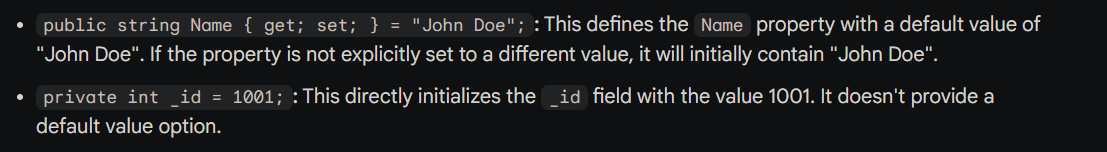 • public string Name { get; set; } = "John Doe"; : This defines the Name property with a default value of
"John Doe". If the property is not explicitly set to a different value, it will initially contain "John Doe".
• private int _id = 1001; : This directly initializes the _id field with the value 1001. It doesn't provide a
default value option.